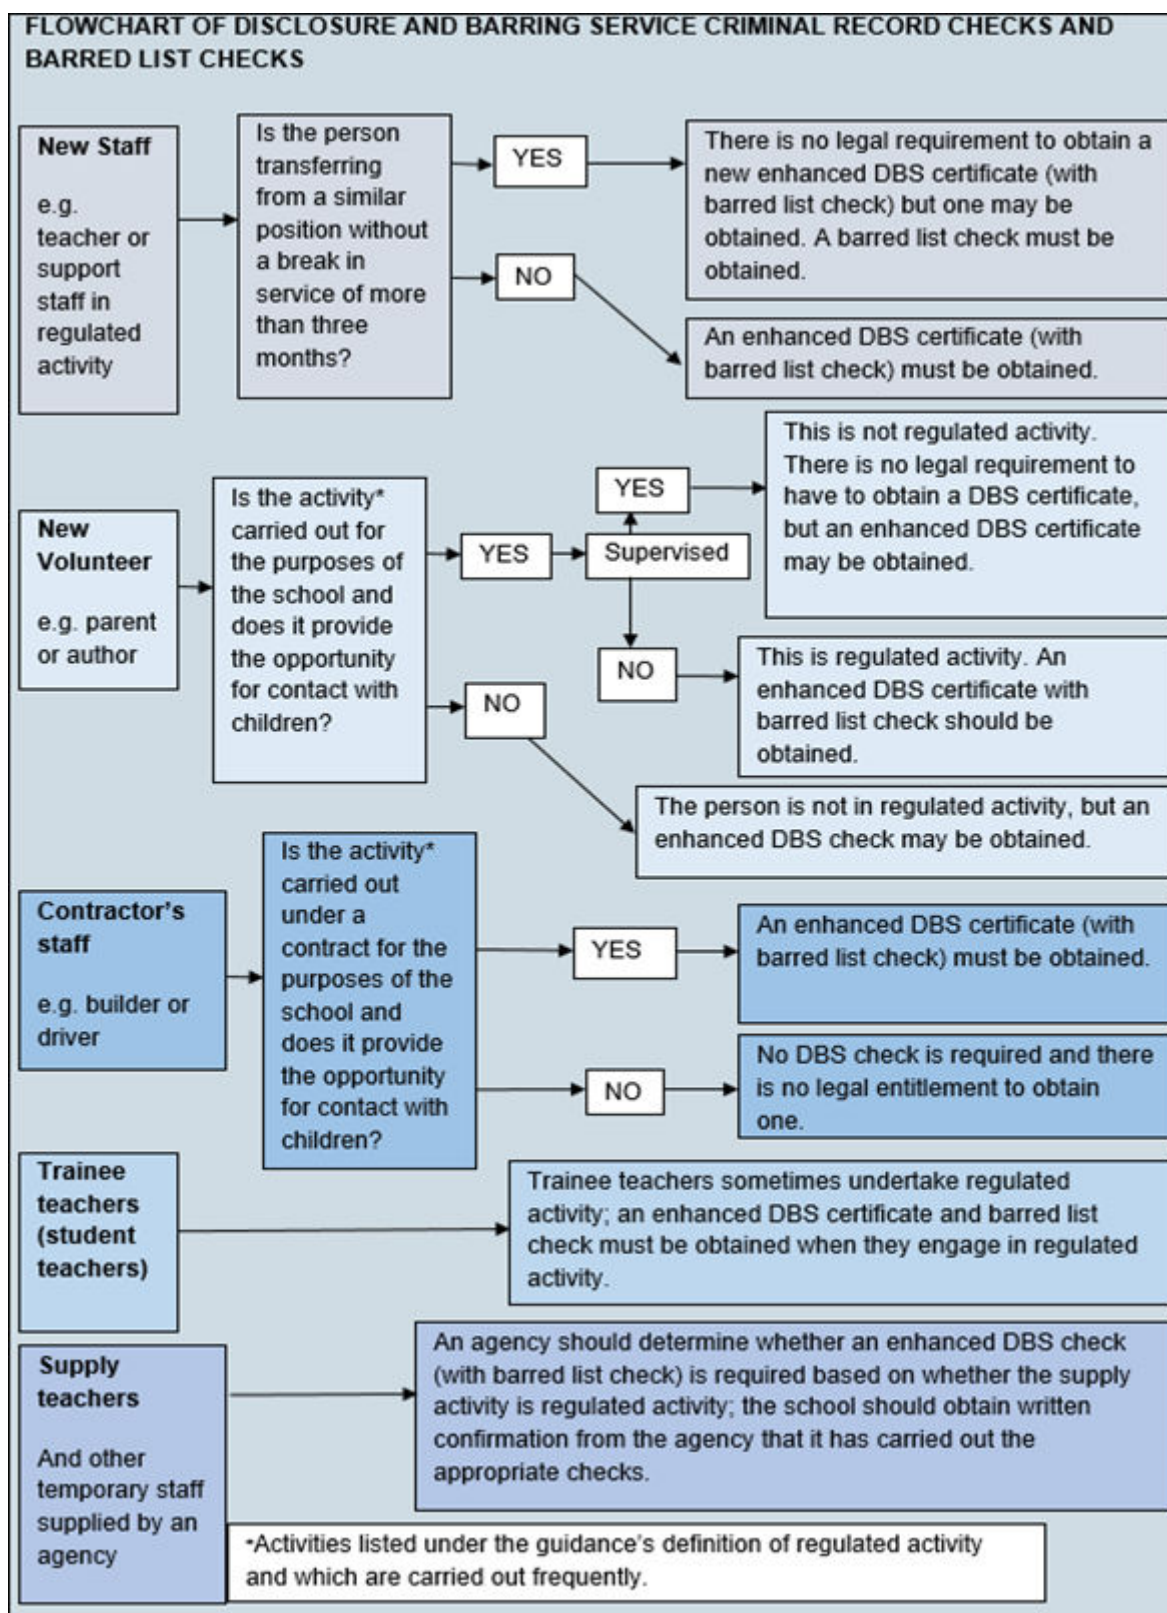 FLOWCHART OF DISCLOSURE AND BARRING SERVICE CRIMINAL RECORD CHECKS AND
BARRED LIST CHECKS
New Staff
e.g.
teacher or
support
staff in
regulated
activity
Is the person
transferring
from a similar
position without
a break in
service of more
than three
months?
YES
There is no legal requirement to obtain a
new enhanced DBS certificate (with
barred list check) but one may be
obtained. A barred list check must be
obtained.
NO
An enhanced DBS certificate (with
barred list check) must be obtained.
New
Volunteer
e.g. parent
or author
Is the activity*
carried out for
the purposes of
the school and
does it provide
the opportunity
for contact with
children?
YES
Supervised
YES
This is not regulated activity.
There is no legal requirement to
have to obtain a DBS certificate,
but an enhanced DBS certificate
may be obtained.
NO
This is regulated activity. An
enhanced DBS certificate with
barred list check should be
obtained.
NO
The person is not in regulated activity, but an
enhanced DBS check may be obtained.
Contractor's
staff
e.g. builder or
driver
Is the activity*
carried out
under a
contract for the
purposes of the
school and
does it provide
the opportunity
for contact with
children?
YES
An enhanced DBS certificate (with
barred list check) must be obtained.
NO
No DBS check is required and there
is no legal entitlement to obtain
one.
Trainee
teachers
(student
teachers)
Trainee teachers sometimes undertake regulated
activity; an enhanced DBS certificate and barred list
check must be obtained when they engage in regulated
activity.
Supply
teachers
And other
temporary staff
supplied by an
agency
An agency should determine whether an enhanced DBS check
(with barred list check) is required based on whether the supply
activity is regulated activity; the school should obtain written
confirmation from the agency that it has carried out the
appropriate checks.
*Activities listed under the guidance's definition of regulated activity
and which are carried out frequently.